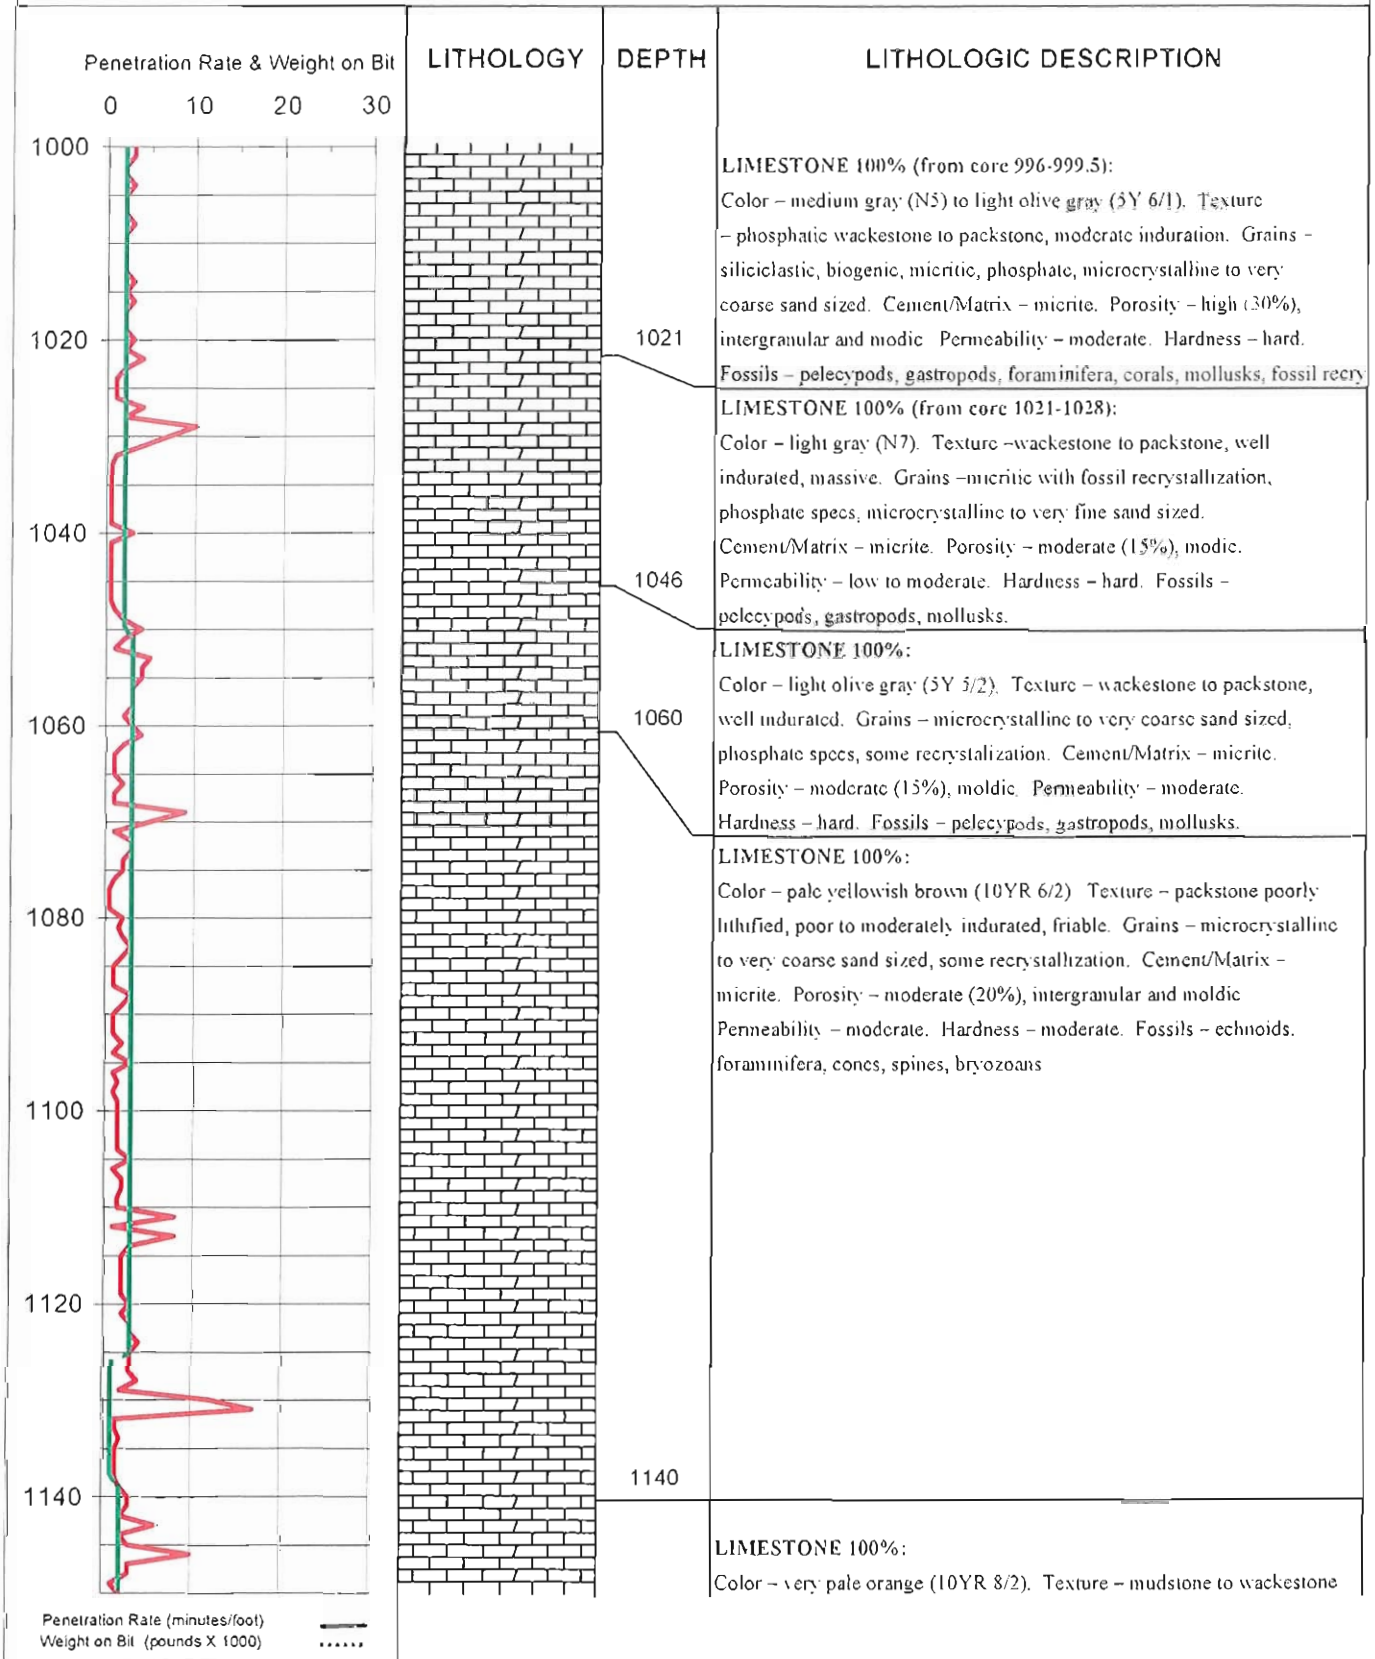 Penetration Rate & Weight on Bit
LITHOLOGY
DEPTH
LITHOLOGIC DESCRIPTION
0 10 20 30
1000
1020
1040
1060
1080
1100
1120
1140
1021
1046
1060
1140
LIMESTONE 100% (from core 996-999.5):
Color – medium gray (N5) to light olive gray (5Y 6/1). Texture
– phosphatic wackestone to packstone, moderate induration. Grains –
siliciclastic, biogenic, micritic, phosphate, microcrystalline to very
coarse sand sized. Cement/Matrix – micrite. Porosity – high (30%),
intergranular and modic Permeability – moderate. Hardness – hard.
Fossils – pelecypods, gastropods, foraminifera, corals, mollusks, fossil recry
LIMESTONE 100% (from core 1021-1028):
Color – light gray (N7). Texture –wackestone to packstone, well
indurated, massive. Grains –micritic with fossil recrystallization,
phosphate specs, microcrystalline to very fine sand sized.
Cement/Matrix – micrite. Porosity – moderate (15%), modic.
Permeability – low to moderate. Hardness – hard. Fossils –
pelecypods, gastropods, mollusks.
LIMESTONE 100%:
Color – light olive gray (5Y 5/2). Texture – wackestone to packstone,
well indurated. Grains – microcrystalline to very coarse sand sized,
phosphate specs, some recrystalization. Cement/Matrix – micrite.
Porosity – moderate (15%), moldic. Permeability – moderate.
Hardness – hard. Fossils – pelecypods, gastropods, mollusks.
LIMESTONE 100%:
Color – pale yellowish brown (10YR 6/2) Texture – packstone poorly
lithified, poor to moderately indurated, friable. Grains – microcrystalline
to very coarse sand sized, some recrystallization. Cement/Matrix –
micrite. Porosity – moderate (20%), intergranular and moldic
Permeability – moderate. Hardness – moderate. Fossils – echnoids.
foraminifera, cones, spines, bryozoans
LIMESTONE 100%:
Color – very pale orange (10YR 8/2). Texture – mudstone to wackestone
Penetration Rate (minutes/foot)
Weight on Bit (pounds X 1000)